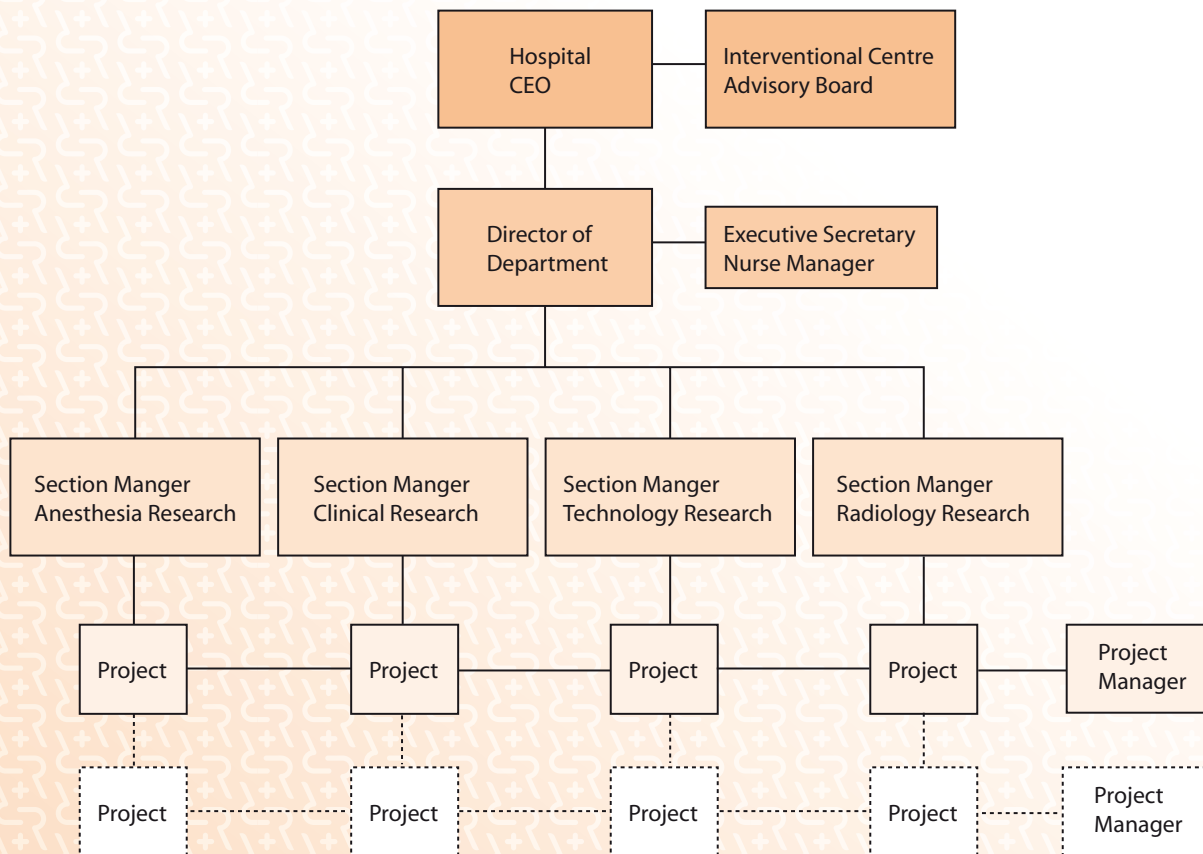 Hospital
CEO
Interventional Centre
Advisory Board
Director of
Department
Executive Secretary
Nurse Manager
Section Manger
Anesthesia Research
Section Manger
Clinical Research
Section Manger
Technology Research
Section Manger
Radiology Research
Project
Project
Project
Project
Project
Manager
Project
Project
Project
Project
Project
Manager